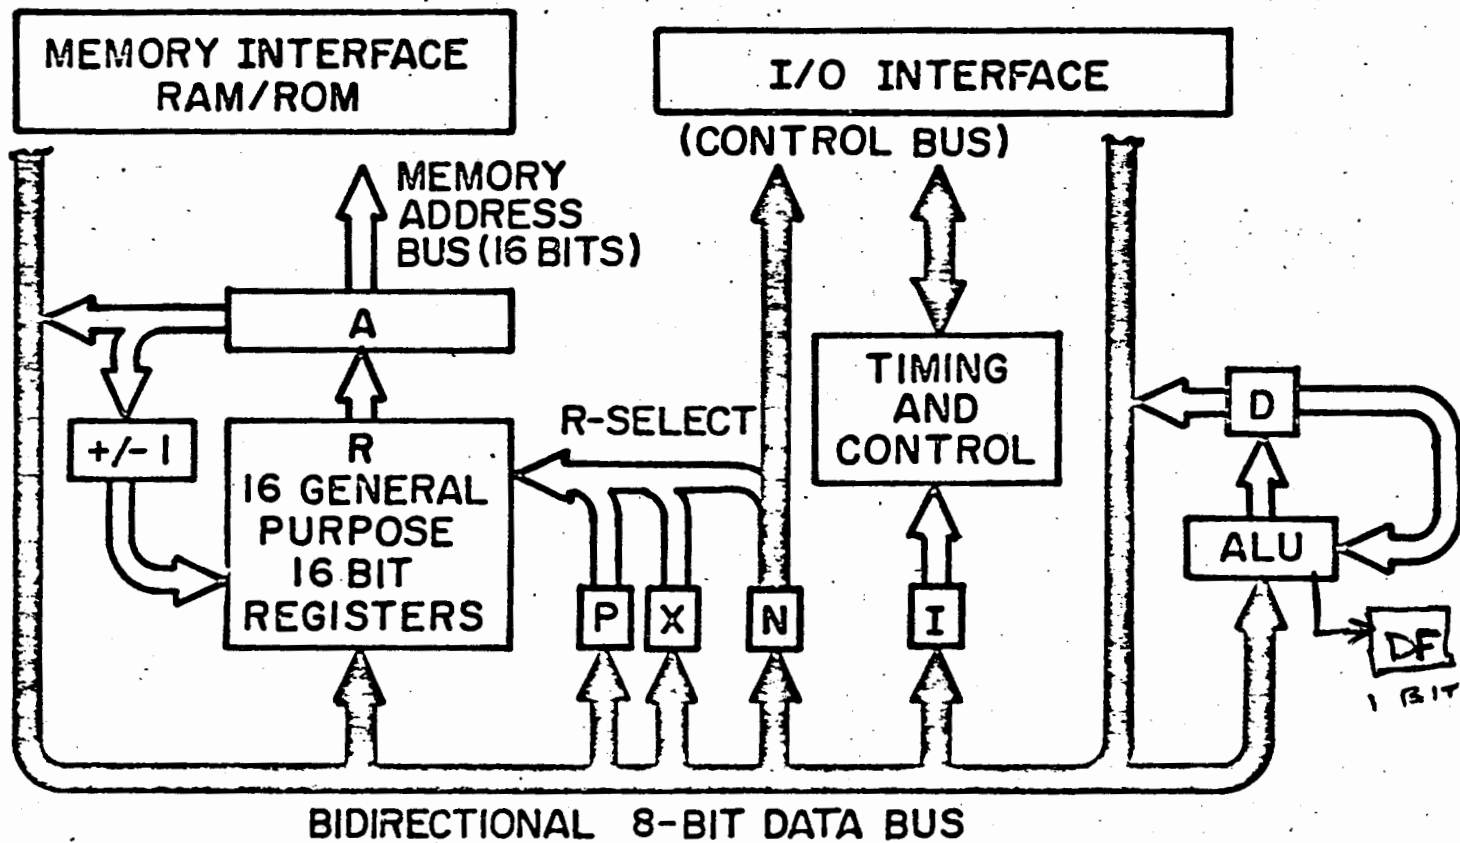 MEMORY INTERFACE
RAM/ROM
I/O INTERFACE
(CONTROL BUS)
MEMORY
ADDRESS
BUS (16 BITS)
A
TIMING
AND
CONTROL
D
+/- 1
R-SELECT
R
16 GENERAL
PURPOSE
16 BIT
REGISTERS
ALU
P
X
N
I
DF
1 BIT
BIDIRECTIONAL 8-BIT DATA BUS